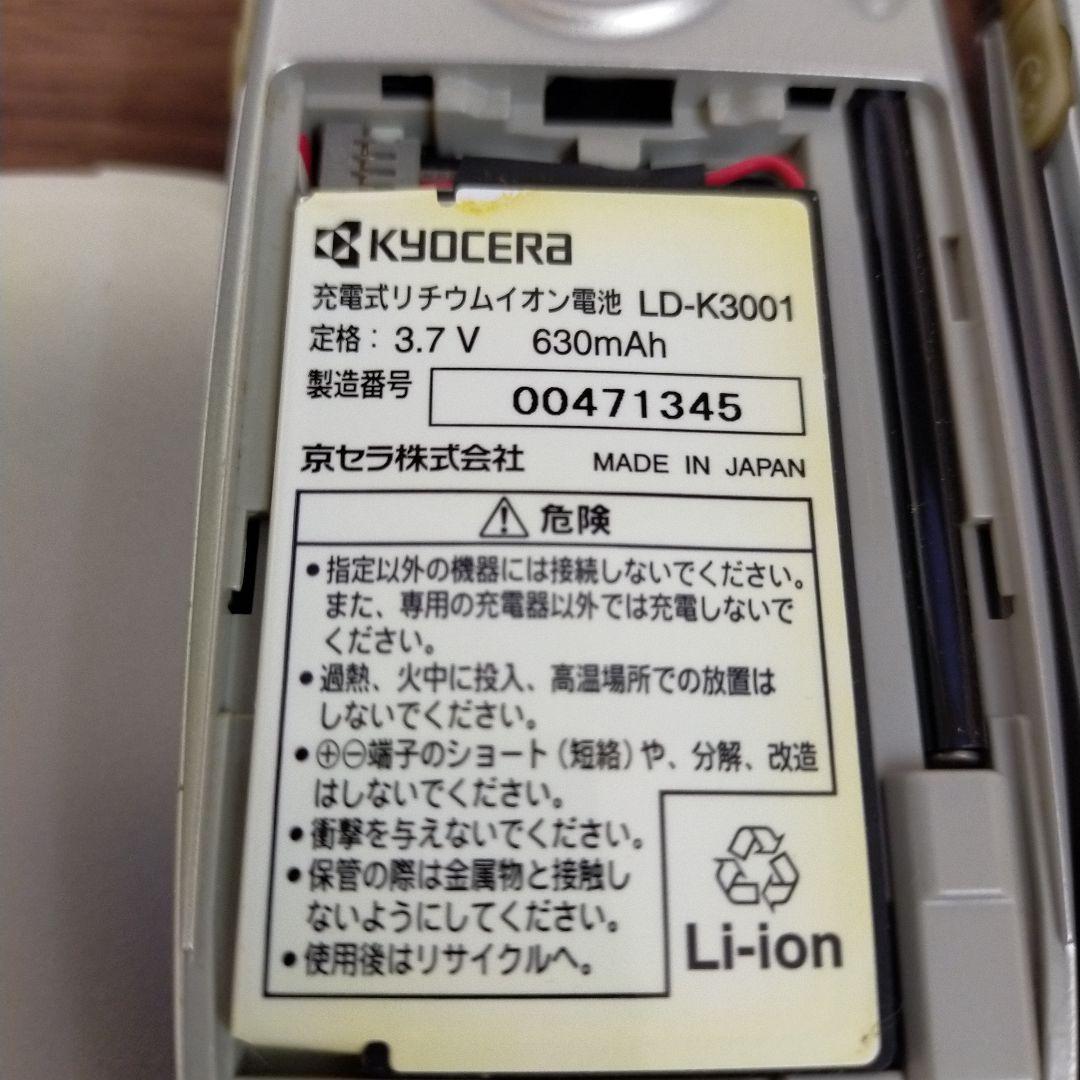 KYOCERA
充電式リチウムイオン電池 LD-K3001
定格：3.7 V 630mAh
製造番号 00471345
京セラ株式会社 MADE IN JAPAN
危険
•指定以外の機器には接続しないでください。
また、専用の充電器以外では充電しないで
ください。
•過熱、火中に投入、高温場所での放置は
しないでください。
•⊕⊖端子のショート（短絡）や、分解、改造
はしないでください。
•衝撃を与えないでください。
•保管の際は金属物と接触し
ないようにしてください。
•使用後はリサイクルへ。
Li-ion